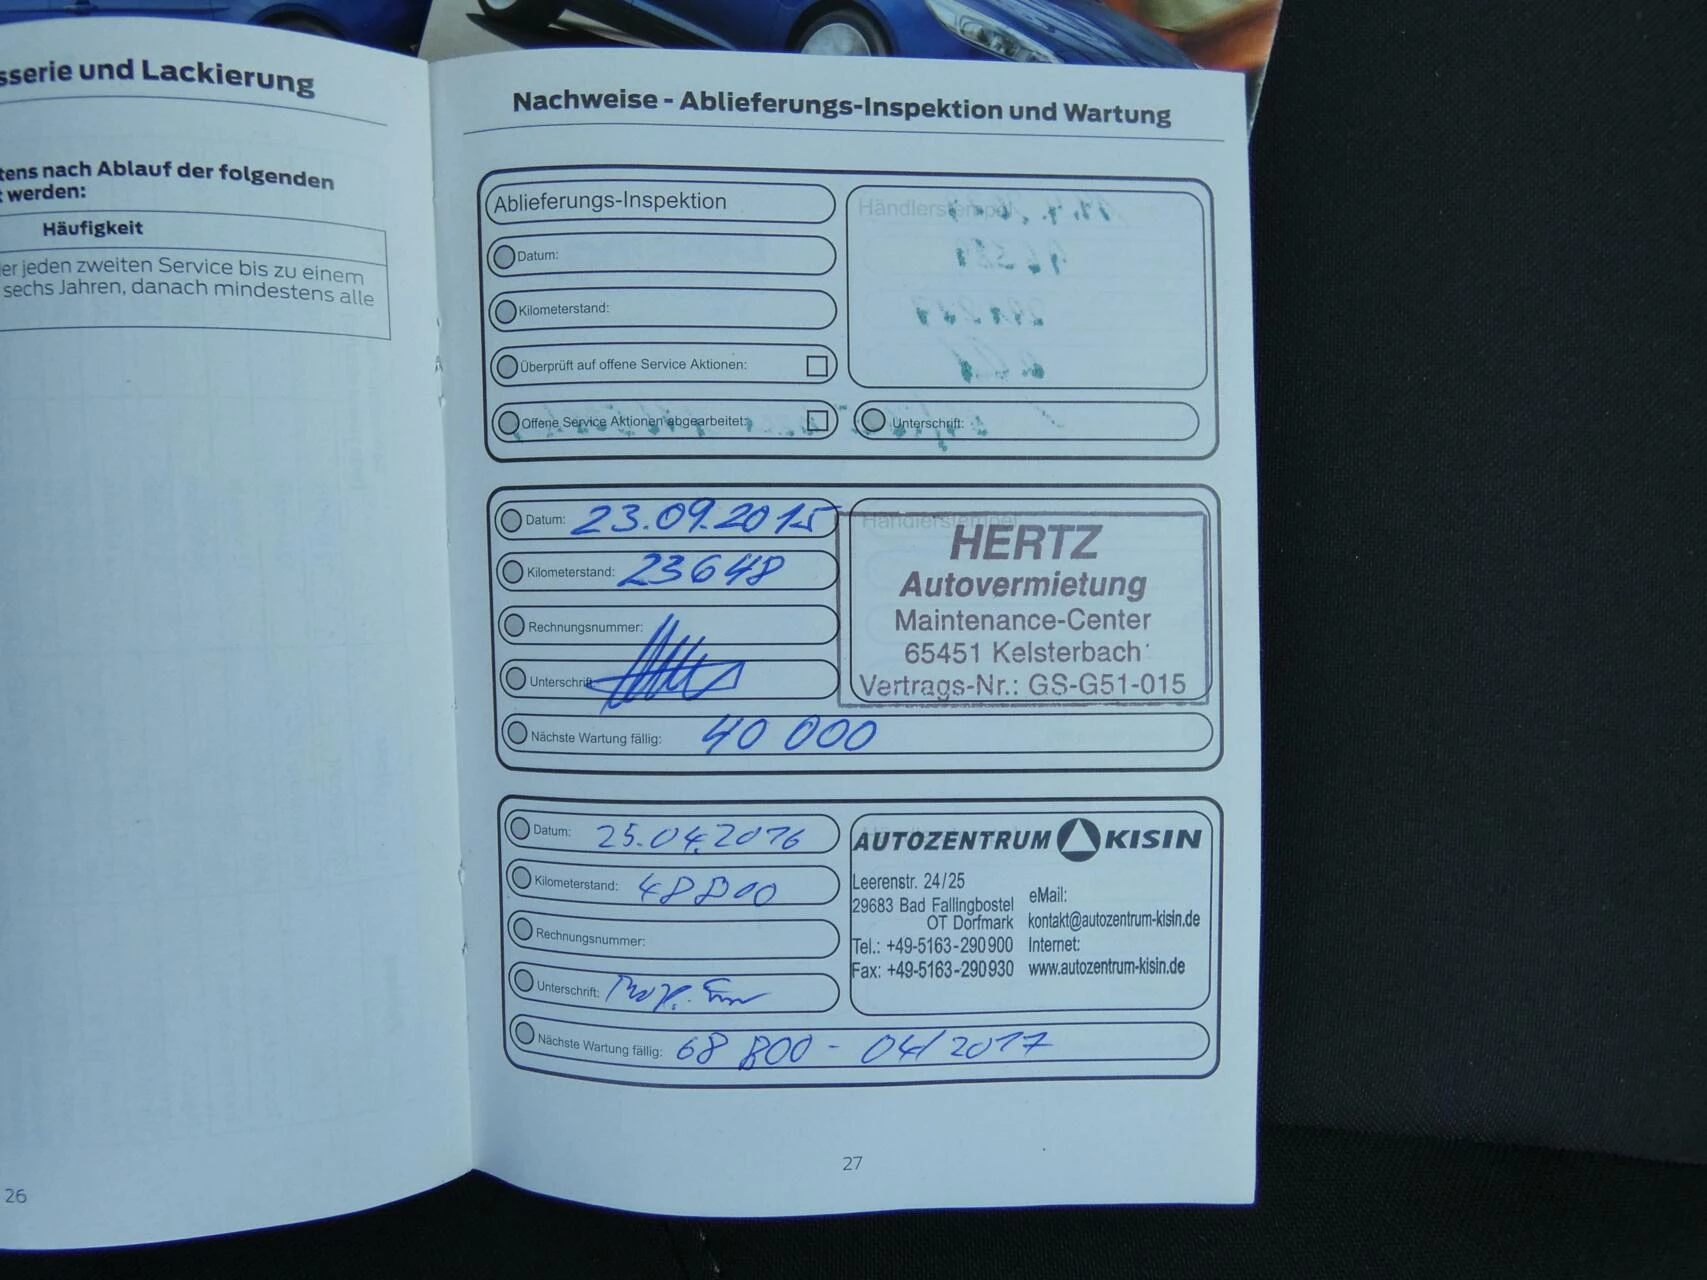 sserie und Lackierung
tens nach Ablauf der folgenden
t werden:
Häufigkeit
er jeden zweiten Service bis zu einem
sechs Jahren, danach mindestens alle
26
Nachweise - Ablieferungs-Inspektion und Wartung
Ablieferungs-Inspektion
Händlerstempel
Datum:
Kilometerstand:
Überprüft auf offene Service Aktionen:
Offene Service Aktionen abgearbeitet:
Unterschrift:
Datum: 23.09.2015
Kilometerstand: 23648
Rechnungsnummer:
Unterschrift
Händlerstempel
HERTZ
Autovermietung
Maintenance-Center
65451 Kelsterbach
Vertrags-Nr.: GS-G51-015
Nächste Wartung fällig: 40 000
Datum: 25.04.2016
Kilometerstand: 48800
Rechnungsnummer:
Unterschrift:
AUTOZENTRUM KISIN
Leerenstr. 24/25
29683 Bad Fallingbostel
OT Dorfmark
Tel.: +49-5163-290900
Fax: +49-5163-290930
eMail:
kontakt@autozentrum-kisin.de
Internet:
www.autozentrum-kisin.de
Nächste Wartung fällig: 68 800 - 04/2017
27